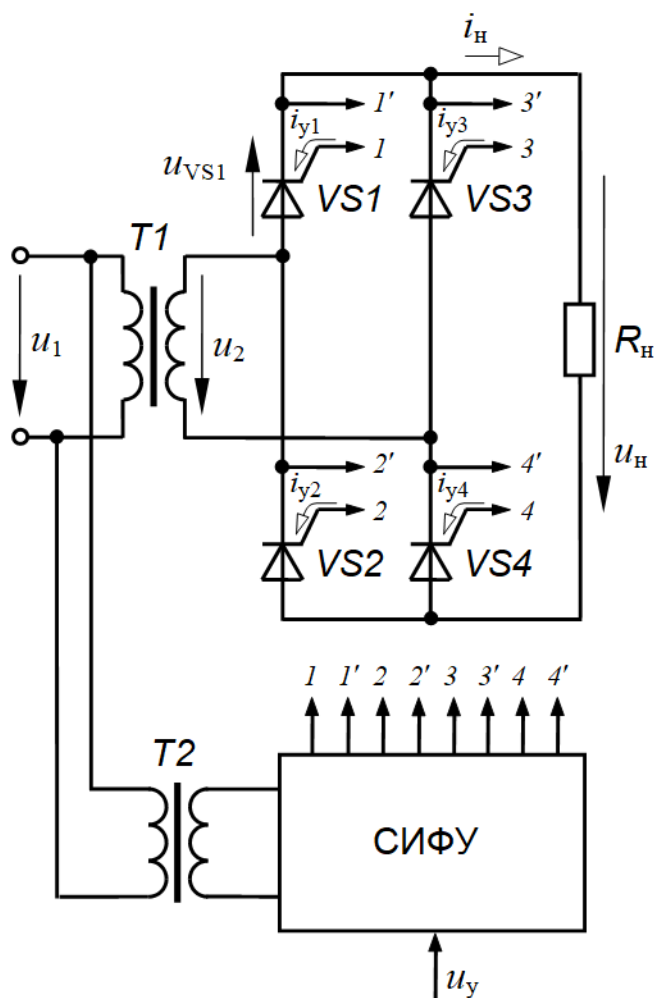 iн
1′ 3′
iу1 1 iу3 3
uVS1 VS1 VS3
T1
u1 u2 Rн
uн
2′ 4′
iу2 2 iу4 4
VS2 VS4
1 1′ 2 2′ 3 3′ 4 4′
T2
СИФУ
uу